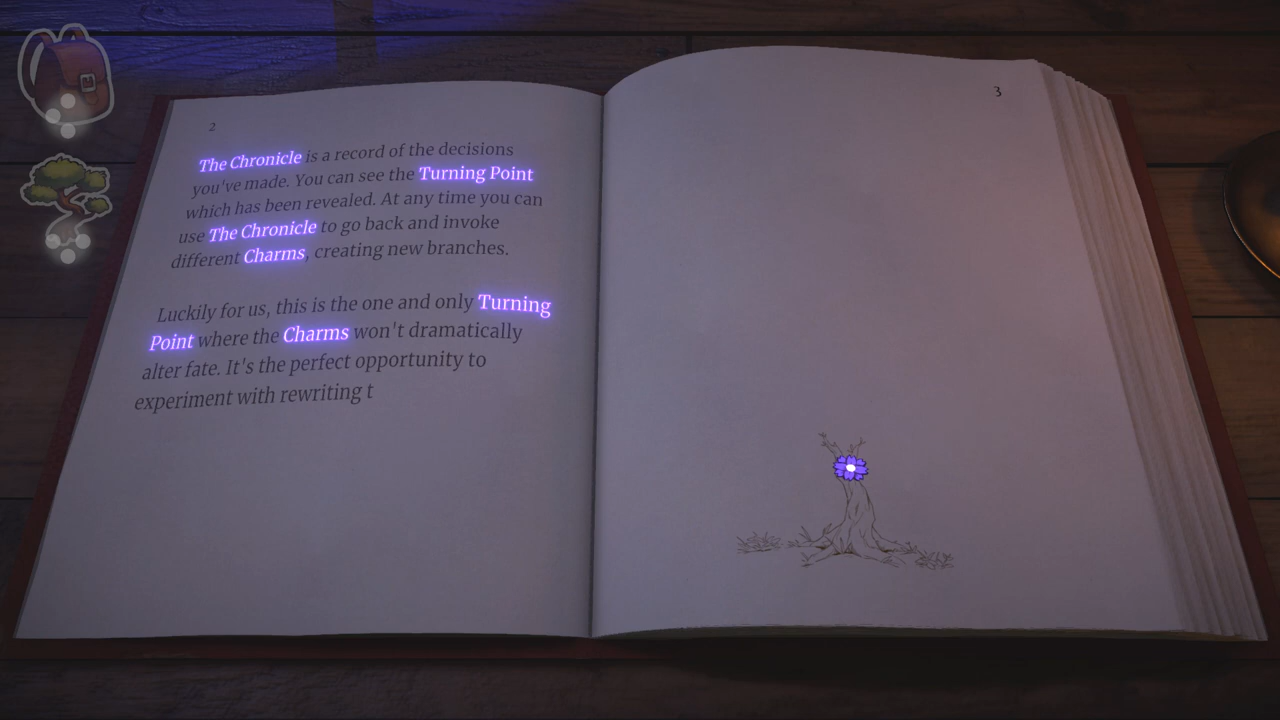 2
The Chronicle is a record of the decisions
you've made. You can see the Turning Point
which has been revealed. At any time you can
use The Chronicle to go back and invoke
different Charms, creating new branches.
Luckily for us, this is the one and only Turning
Point where the Charms won't dramatically
alter fate. It's the perfect opportunity to
experiment with rewriting t
3